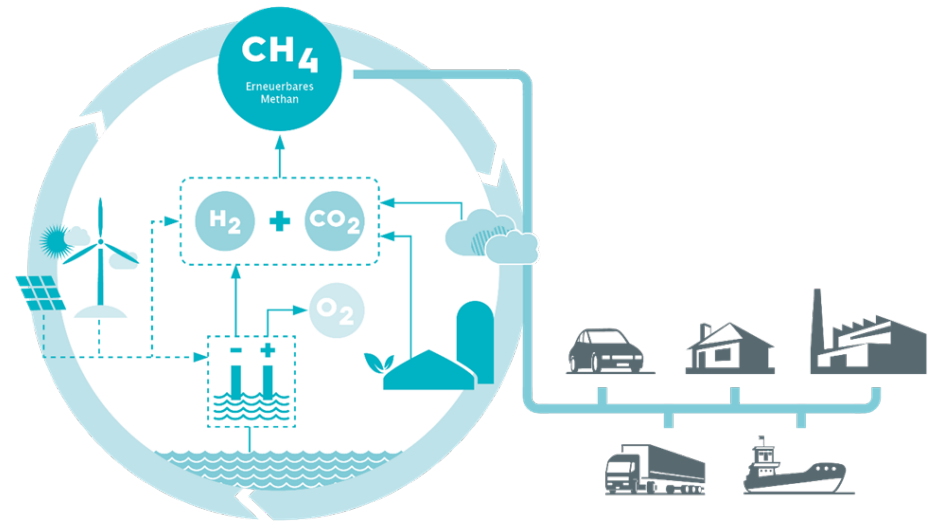 CH4
Erneuerbares
Methan
H2 + CO2
O2
- +